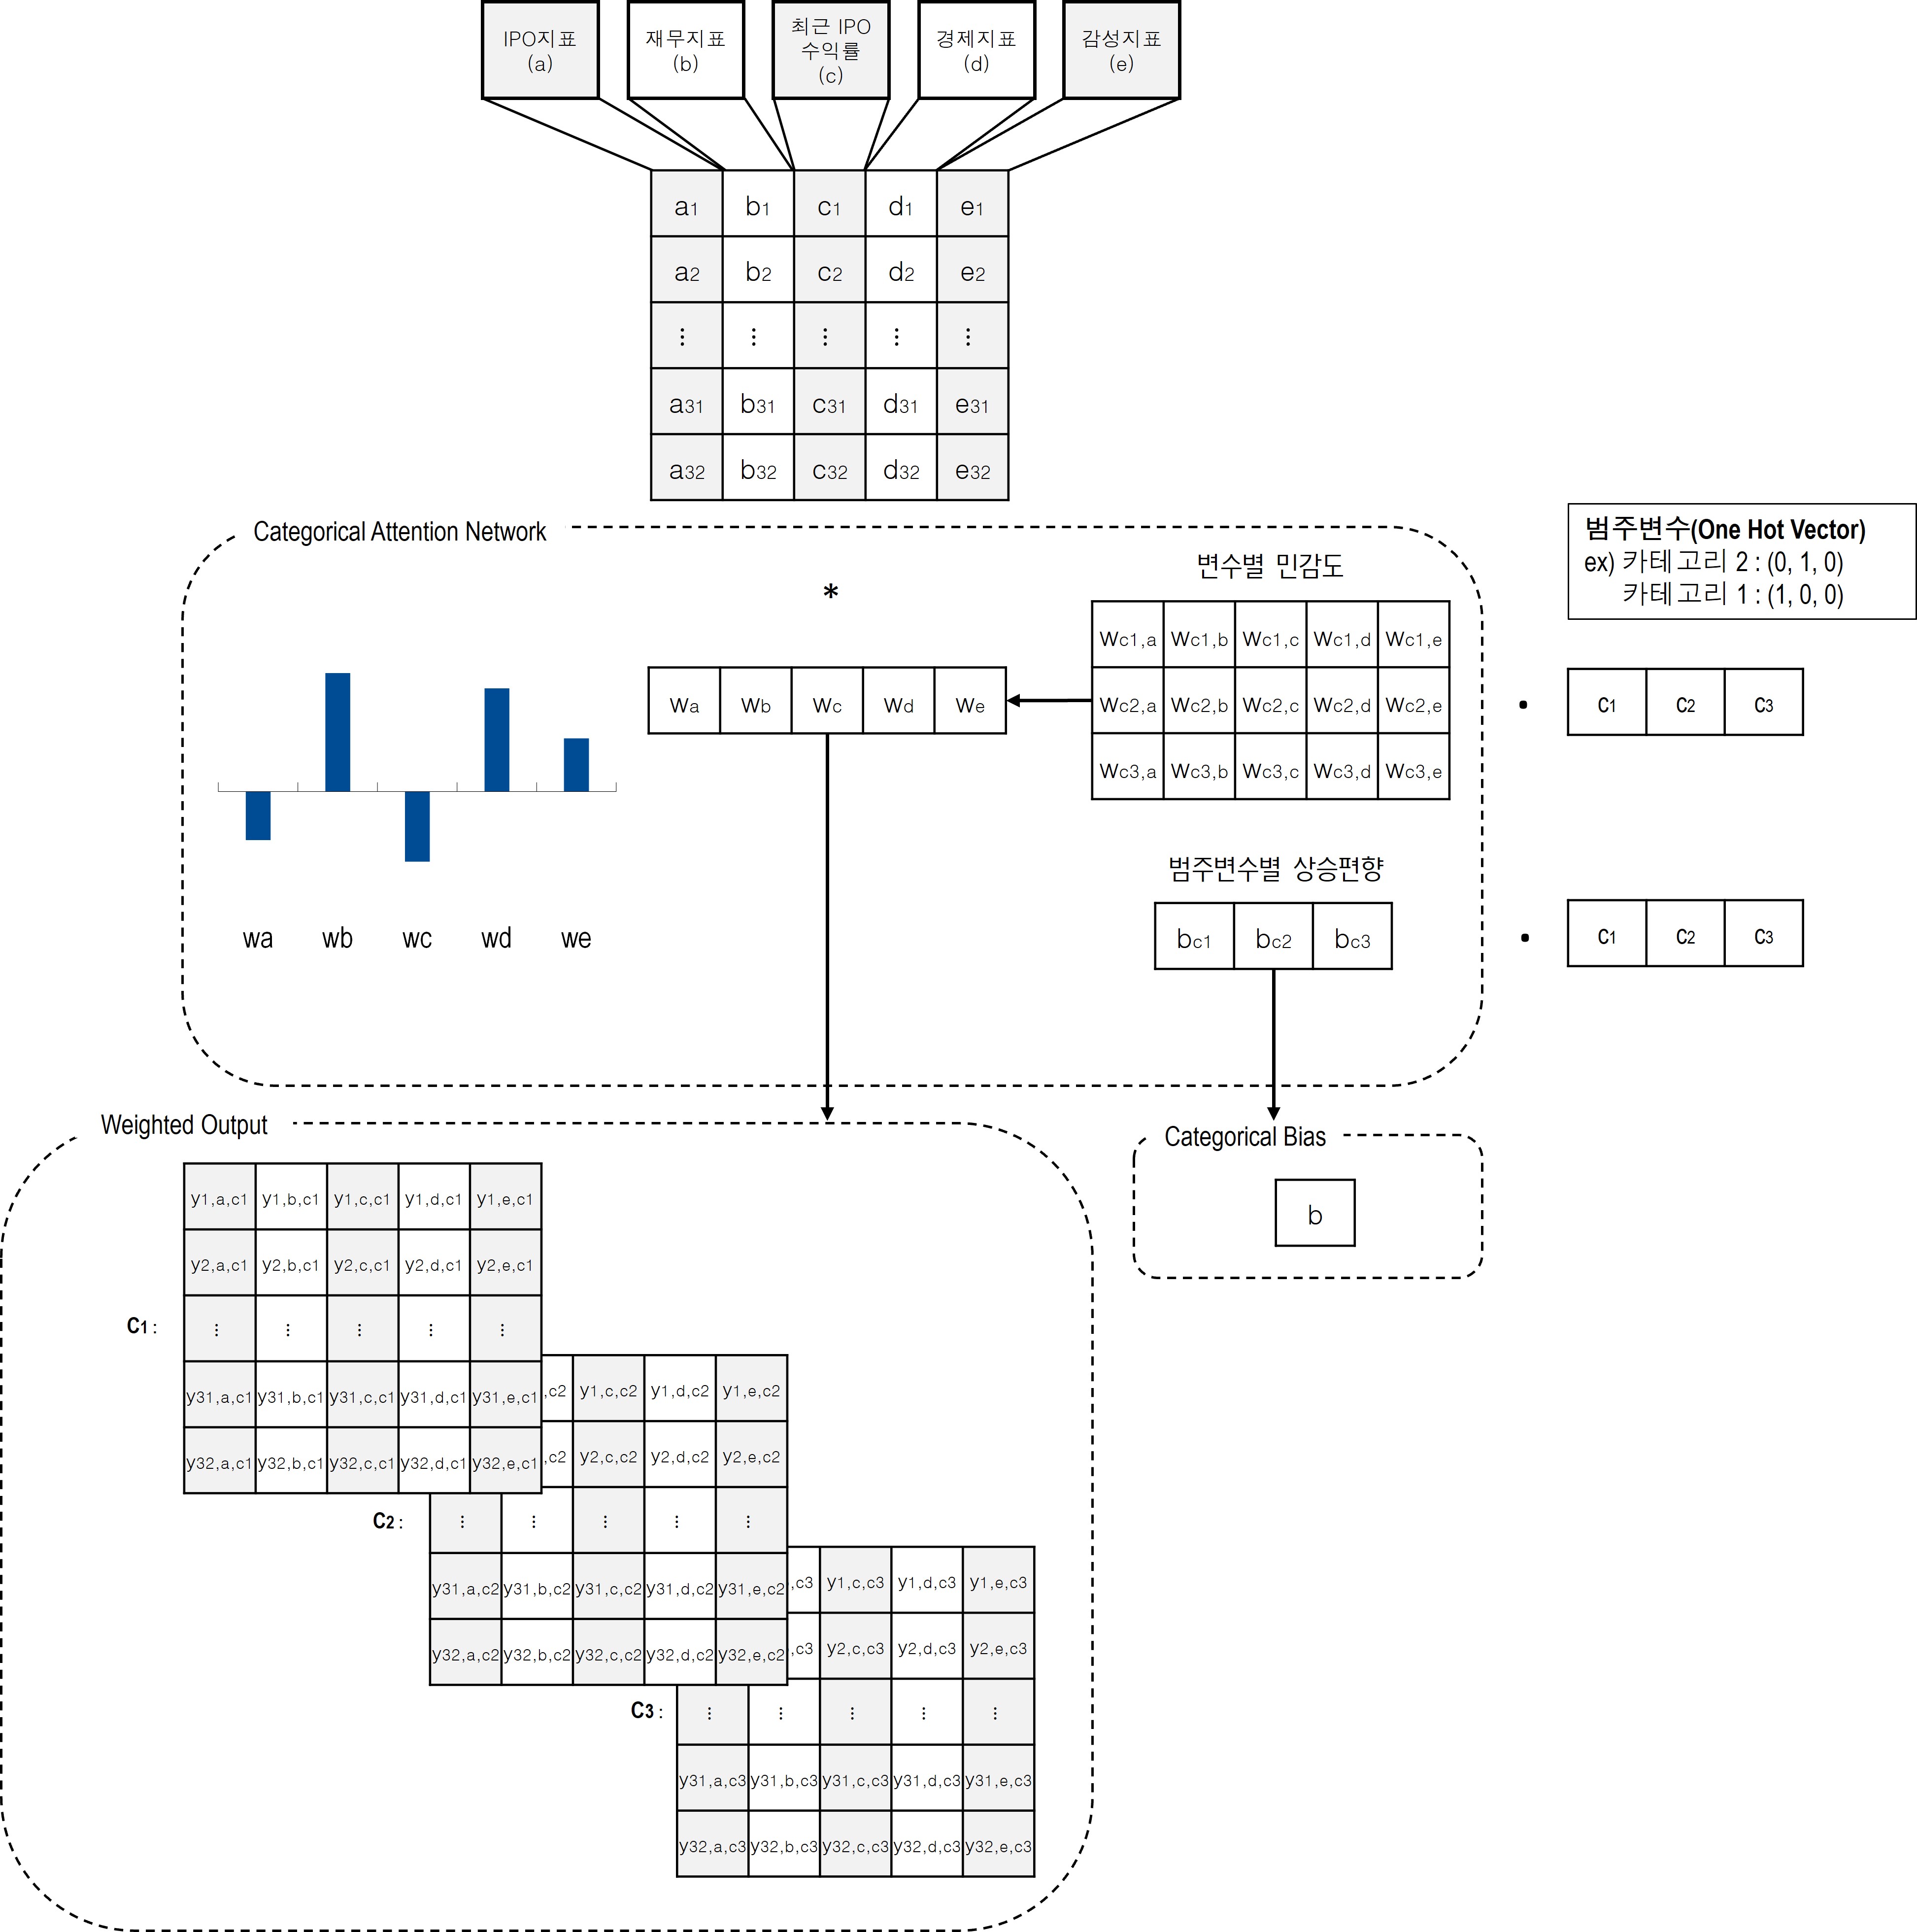 IPO지표
(a)
재무지표
(b)
최근 IPO
수익률
(c)
경제지표
(d)
감성지표
(e)
a1 b1 c1 d1 e1
a2 b2 c2 d2 e2
⋮ ⋮ ⋮ ⋮ ⋮
a31 b31 c31 d31 e31
a32 b32 c32 d32 e32
Categorical Attention Network
*
변수별 민감도
범주변수(One Hot Vector)
ex) 카테고리 2 : (0, 1, 0)
카테고리 1 : (1, 0, 0)
wc1,a wc1,b wc1,c wc1,d wc1,e
wc2,a wc2,b wc2,c wc2,d wc2,e
wc3,a wc3,b wc3,c wc3,d wc3,e
wa wb wc wd we
• c1 c2 c3
wa wb wc wd we
범주변수별 상승편향
bc1 bc2 bc3
• c1 c2 c3
Weighted Output
Categorical Bias
b
C1 :
y1,a,c1 y1,b,c1 y1,c,c1 y1,d,c1 y1,e,c1
y2,a,c1 y2,b,c1 y2,c,c1 y2,d,c1 y2,e,c1
⋮ ⋮ ⋮ ⋮ ⋮
y31,a,c1 y31,b,c1 y31,c,c1 y31,d,c1 y31,e,c1
y32,a,c1 y32,b,c1 y32,c,c1 y32,d,c1 y32,e,c1
C2 :
,c2 y1,c,c2 y1,d,c2 y1,e,c2
,c2 y2,c,c2 y2,d,c2 y2,e,c2
⋮ ⋮ ⋮ ⋮ ⋮
y31,a,c2 y31,b,c2 y31,c,c2 y31,d,c2 y31,e,c2
y32,a,c2 y32,b,c2 y32,c,c2 y32,d,c2 y32,e,c2
C3 :
,c3 y1,c,c3 y1,d,c3 y1,e,c3
,c3 y2,c,c3 y2,d,c3 y2,e,c3
⋮ ⋮ ⋮ ⋮ ⋮
y31,a,c3 y31,b,c3 y31,c,c3 y31,d,c3 y31,e,c3
y32,a,c3 y32,b,c3 y32,c,c3 y32,d,c3 y32,e,c3